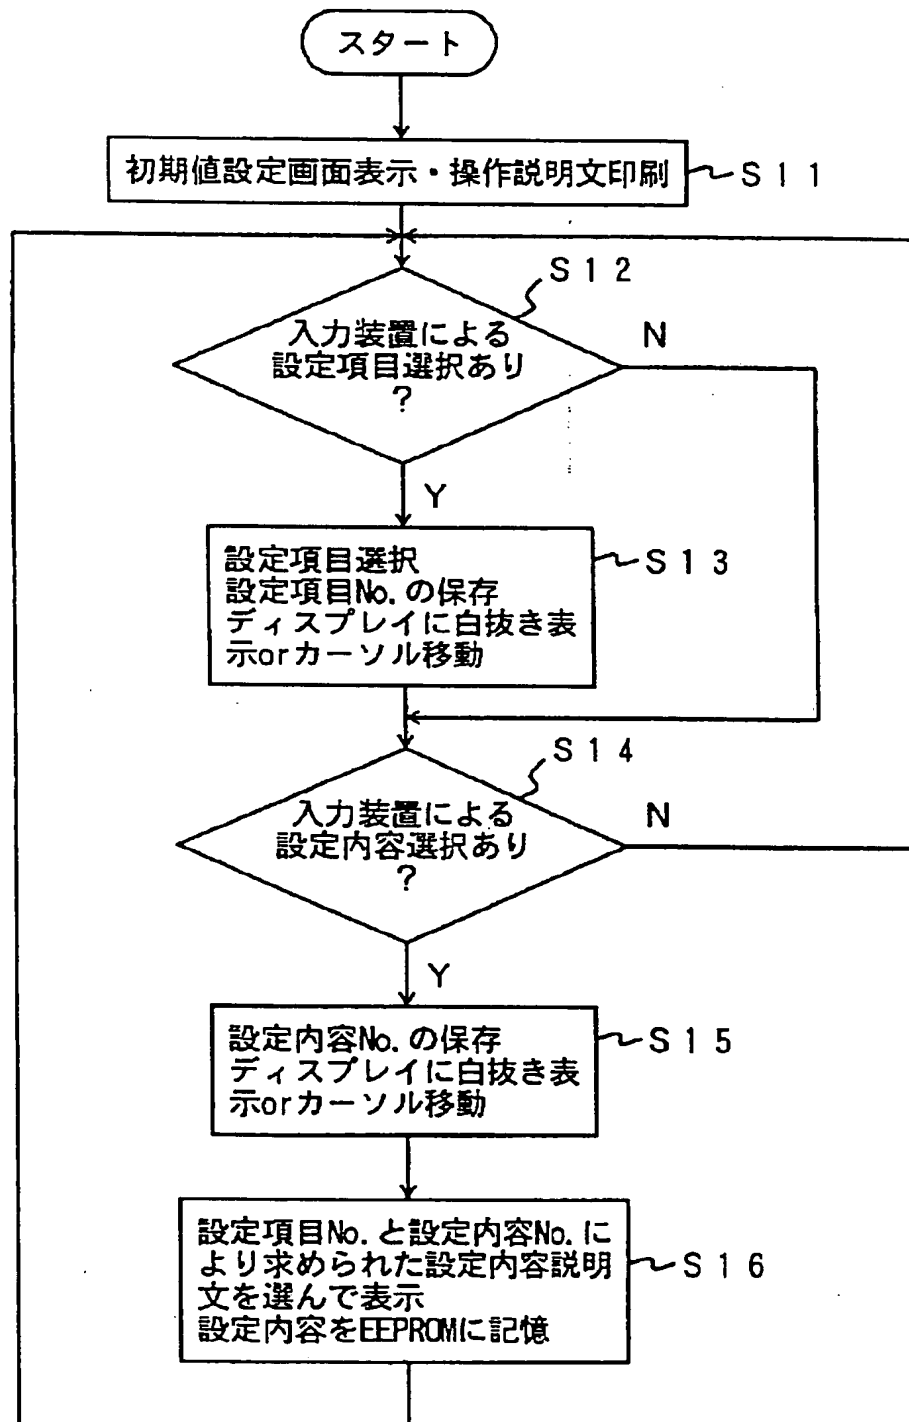 スタート
初期値設定画面表示・操作説明文印刷
S11
S12
入力装置による
設定項目選択あり
?
N
Y
設定項目選択
設定項目No.の保存
ディスプレイに白抜き表
示orカーソル移動
S13
S14
入力装置による
設定内容選択あり
?
N
Y
設定内容No.の保存
ディスプレイに白抜き表
示orカーソル移動
S15
設定項目No.と設定内容No.に
より求められた設定内容説明
文を選んで表示
設定内容をEEPROMに記憶
S16